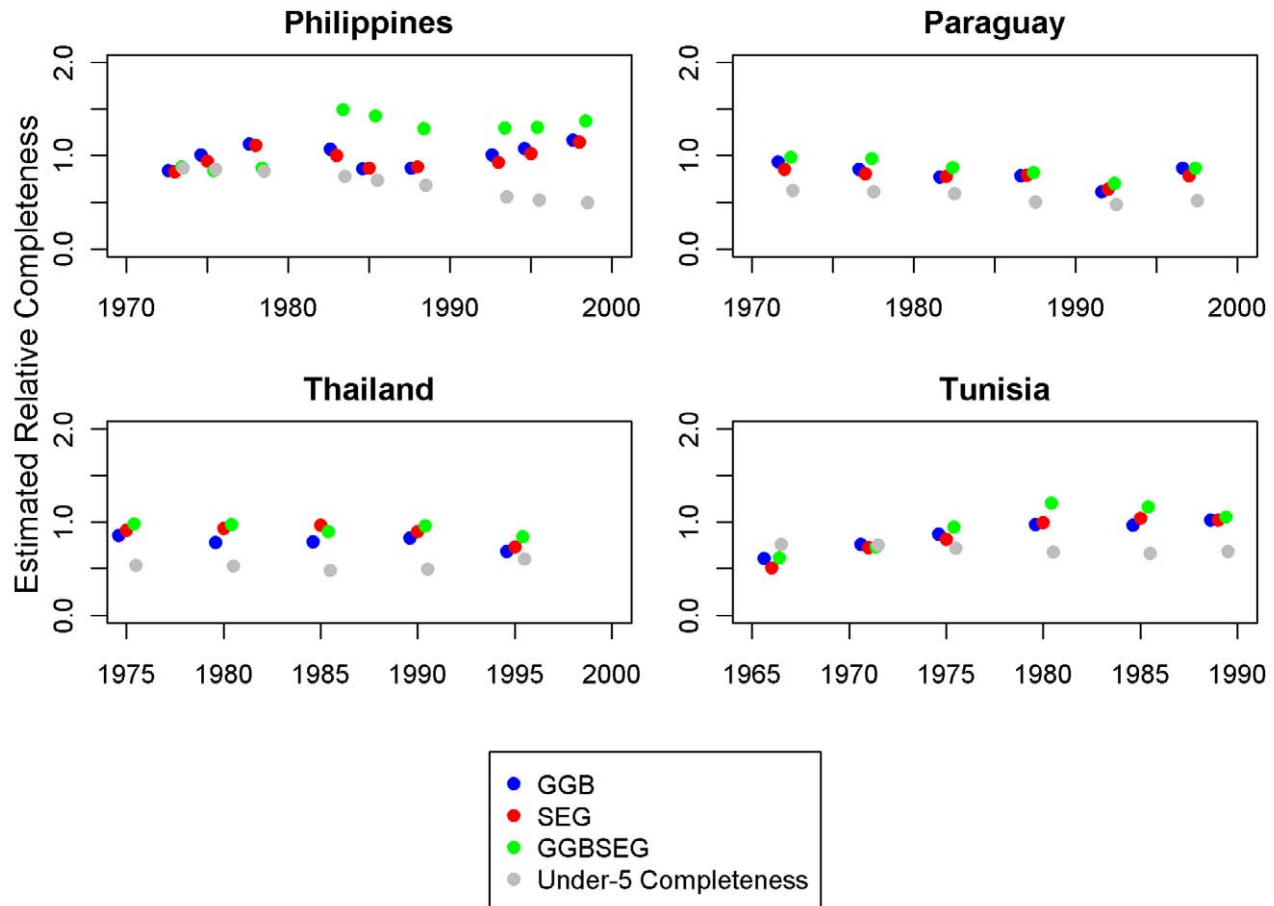 Philippines
Paraguay
Estimated Relative Completeness
2.0
1.0
0.0
1970 1980 1990 2000
2.0
1.0
0.0
1970 1980 1990 2000
Thailand
Tunisia
2.0
1.0
0.0
1975 1980 1985 1990 1995 2000
2.0
1.0
0.0
1965 1970 1975 1980 1985 1990
GGB
SEG
GGBSEG
Under-5 Completeness